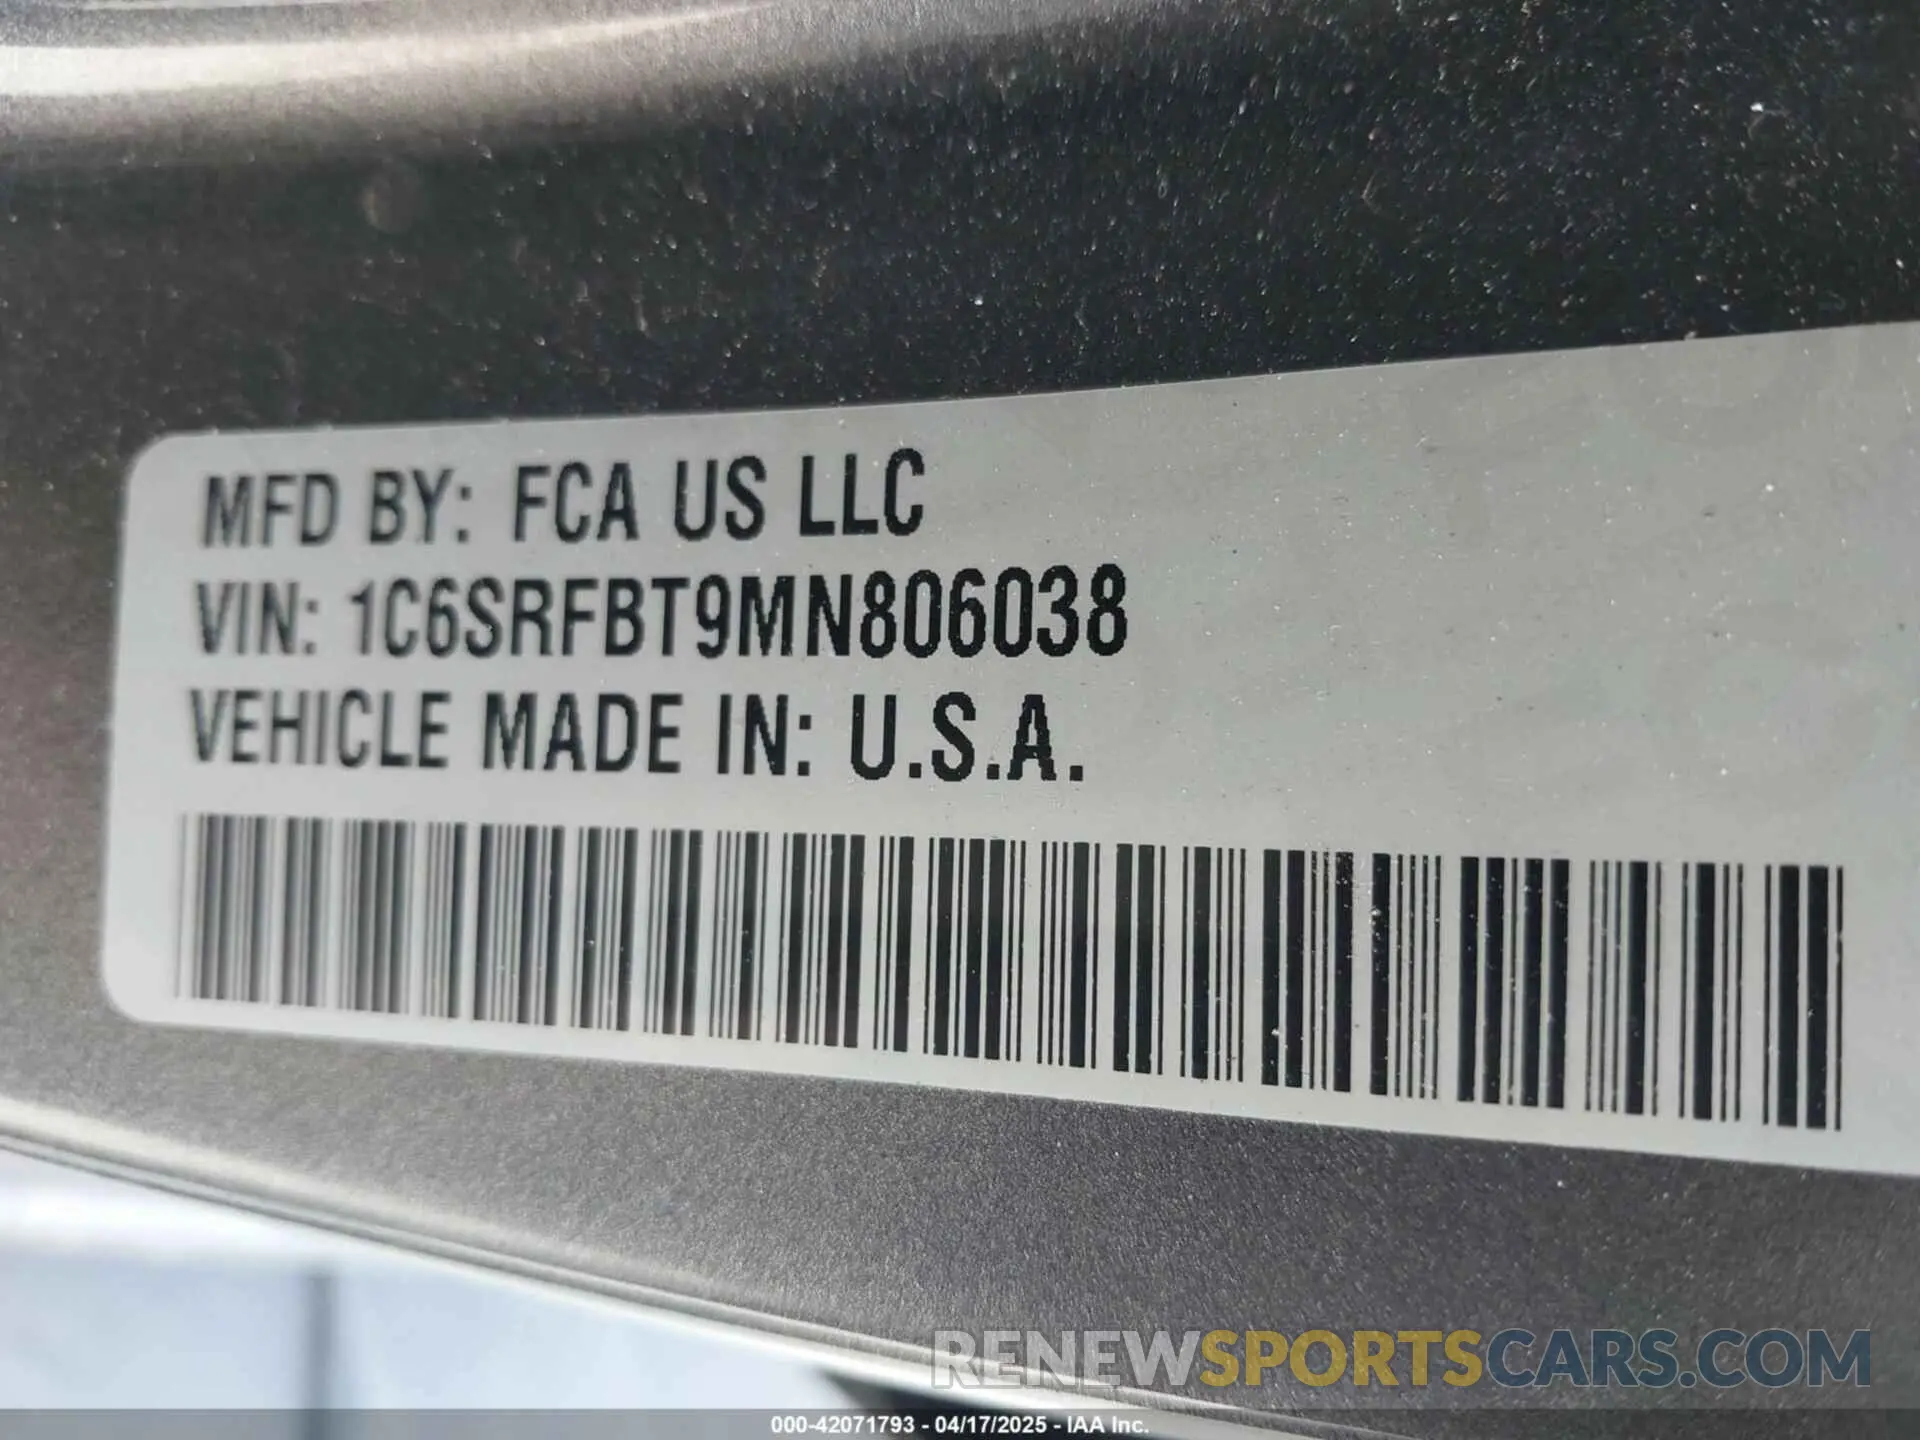 MFD BY: FCA US LLC
VIN: 1C6SRFBT9MN806038
VEHICLE MADE IN: U.S.A.
RENEWSPORTSCARS.COM
000-42071793 - 04/17/2025 - IAA Inc.